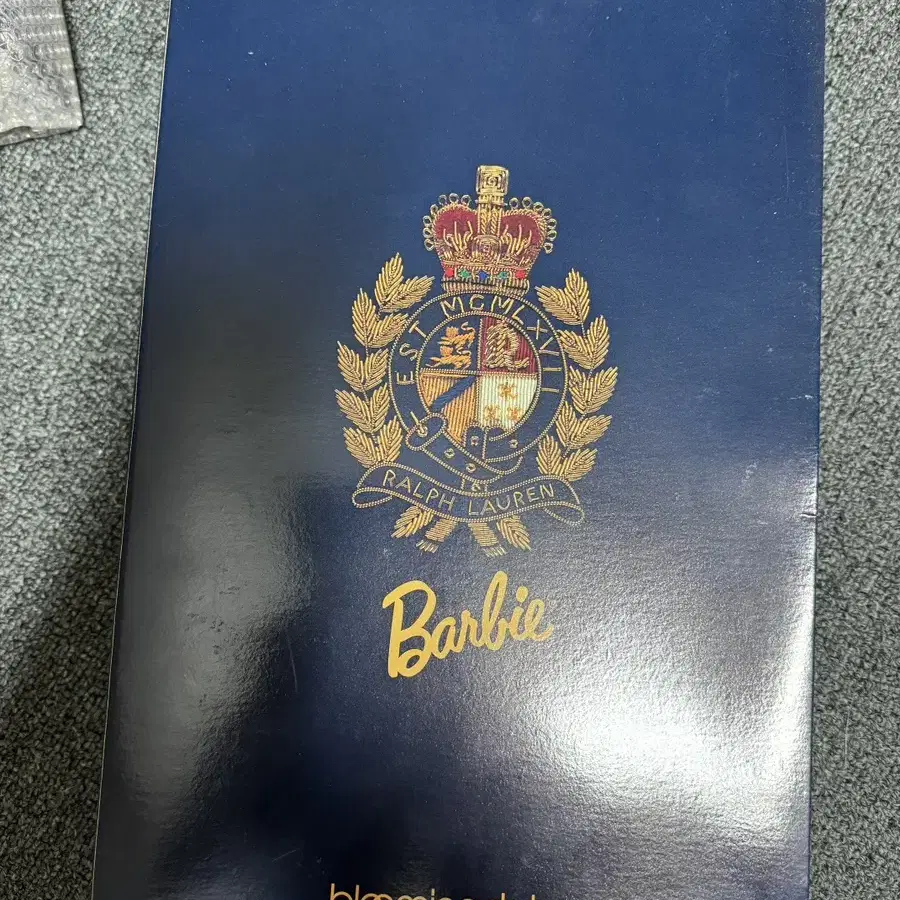 EST MCMLXVII
RALPH LAUREN
Barbie